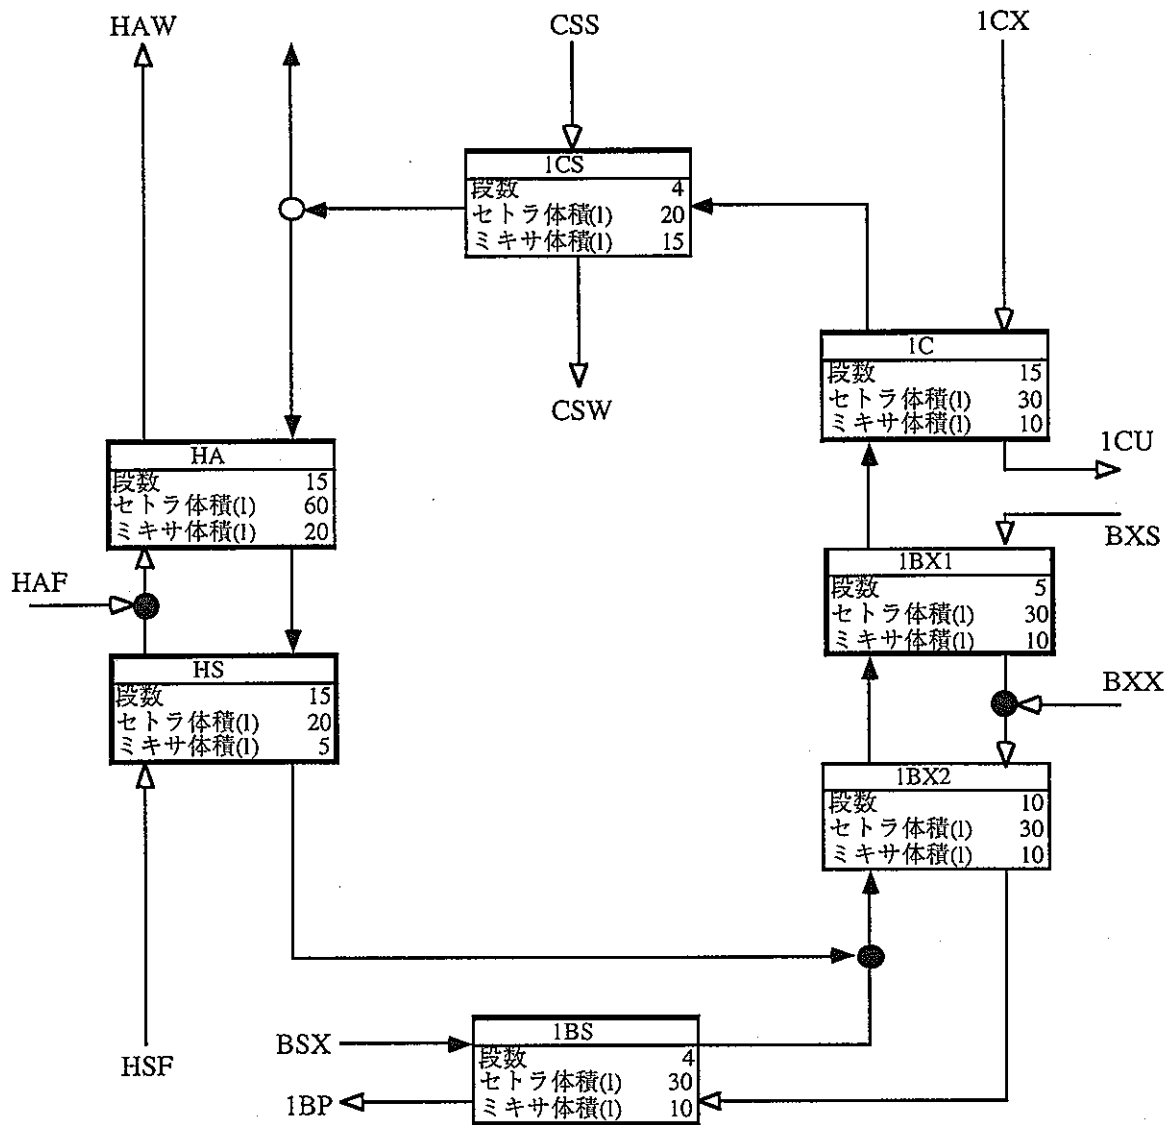 HAW
CSS
1CX
1CS
段数 4
セトラ体積(l) 20
ミキサ体積(l) 15
CSW
1C
段数 15
セトラ体積(l) 30
ミキサ体積(l) 10
1CU
HA
段数 15
セトラ体積(l) 60
ミキサ体積(l) 20
HAF
BXS
1BX1
段数 5
セトラ体積(l) 30
ミキサ体積(l) 10
HS
段数 15
セトラ体積(l) 20
ミキサ体積(l) 5
BXX
1BX2
段数 10
セトラ体積(l) 30
ミキサ体積(l) 10
HSF
BSX
1BS
段数 4
セトラ体積(l) 30
ミキサ体積(l) 10
1BP